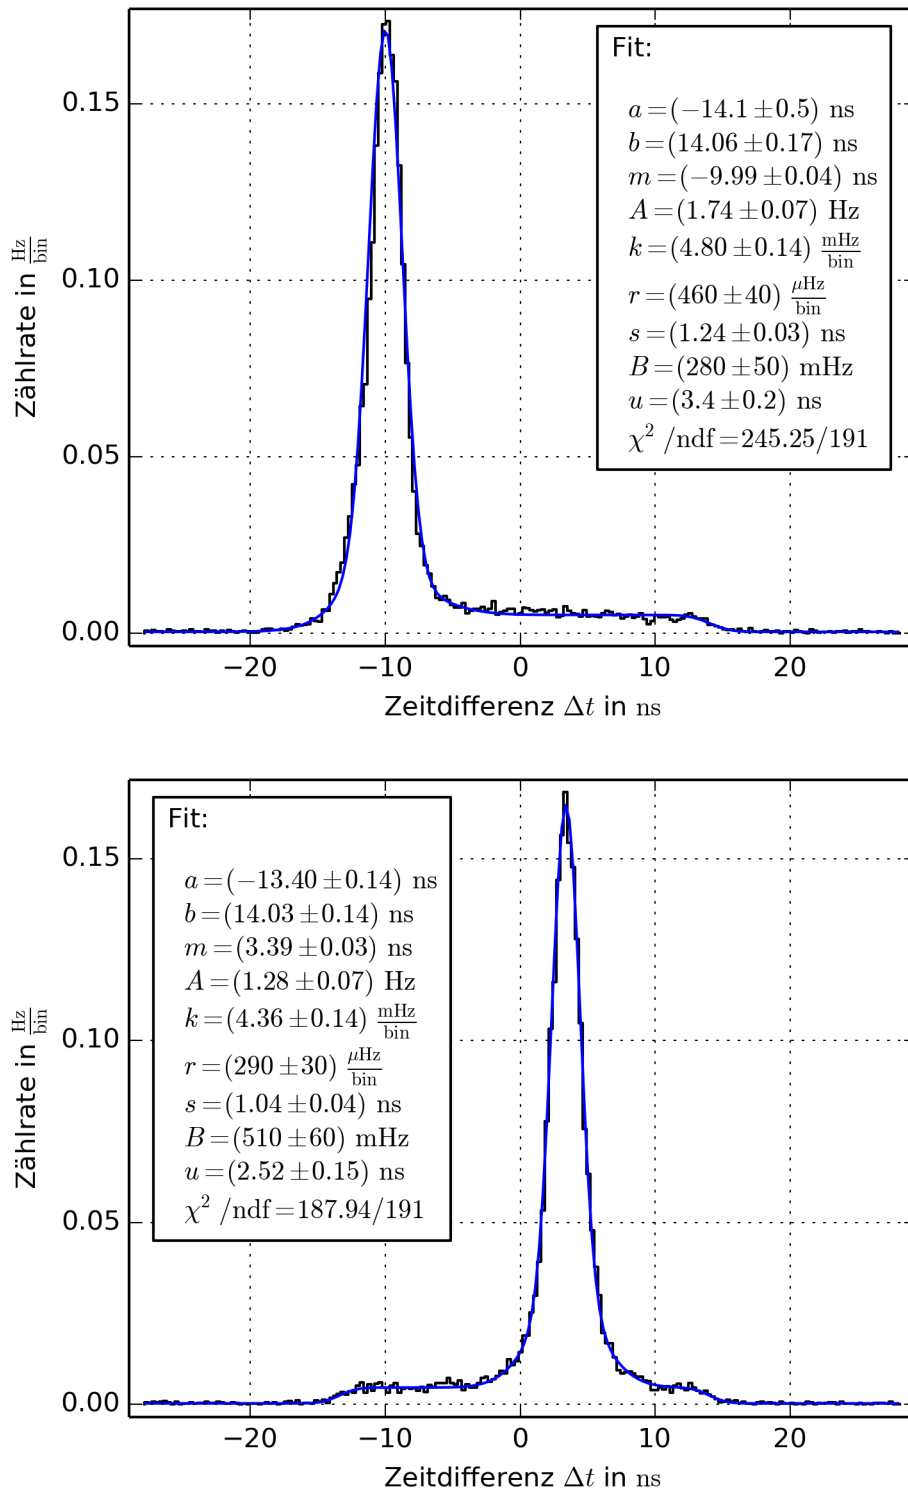 Fit:
a=(−14.1±0.5) ns
b=(14.06±0.17) ns
m=(−9.99±0.04) ns
A=(1.74±0.07) Hz
k=(4.80±0.14) mHz/bin
r=(460±40) μHz/bin
s=(1.24±0.03) ns
B=(280±50) mHz
u=(3.4±0.2) ns
χ² /ndf=245.25/191
0.15
0.10
0.05
0.00
Zählrate in Hz/bin
−20 −10 0 10 20
Zeitdifferenz Δt in ns
Fit:
a=(−13.40±0.14) ns
b=(14.03±0.14) ns
m=(3.39±0.03) ns
A=(1.28±0.07) Hz
k=(4.36±0.14) mHz/bin
r=(290±30) μHz/bin
s=(1.04±0.04) ns
B=(510±60) mHz
u=(2.52±0.15) ns
χ² /ndf=187.94/191
0.15
0.10
0.05
0.00
Zählrate in Hz/bin
−20 −10 0 10 20
Zeitdifferenz Δt in ns